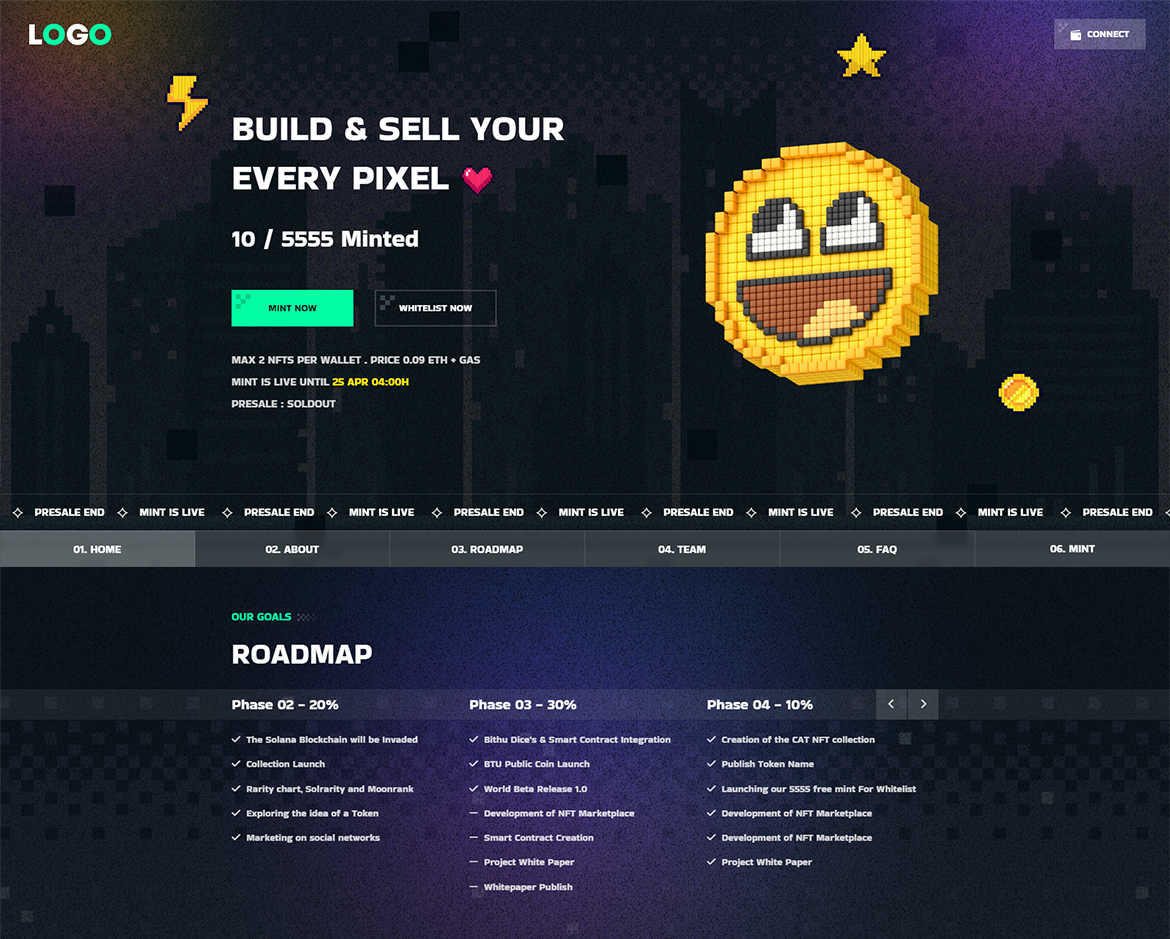 LOGO
CONNECT
BUILD & SELL YOUR
EVERY PIXEL
10 / 5555 Minted
MINT NOW
WHITELIST NOW
MAX 2 NFTS PER WALLET . PRICE 0.09 ETH + GAS
MINT IS LIVE UNTIL 25 APR 04:00H
PRESALE : SOLDOUT
PRESALE END MINT IS LIVE PRESALE END MINT IS LIVE PRESALE END MINT IS LIVE PRESALE END MINT IS LIVE PRESALE END MINT IS LIVE PRESALE END
01. HOME
02. ABOUT
03. ROADMAP
04. TEAM
05. FAQ
06. MINT
OUR GOALS
ROADMAP
Phase 02 - 20%
The Solana Blockchain will be Invaded
Collection Launch
Rarity chart, Solrarity and Moonrank
Exploring the idea of a Token
Marketing on social networks
Phase 03 - 30%
Bithu Dice's & Smart Contract Integration
BTU Public Coin Launch
World Beta Release 1.0
Development of NFT Marketplace
Smart Contract Creation
Project White Paper
Whitepaper Publish
Phase 04 - 10%
Creation of the CAT NFT collection
Publish Token Name
Launching our 5555 free mint For Whitelist
Development of NFT Marketplace
Development of NFT Marketplace
Project White Paper